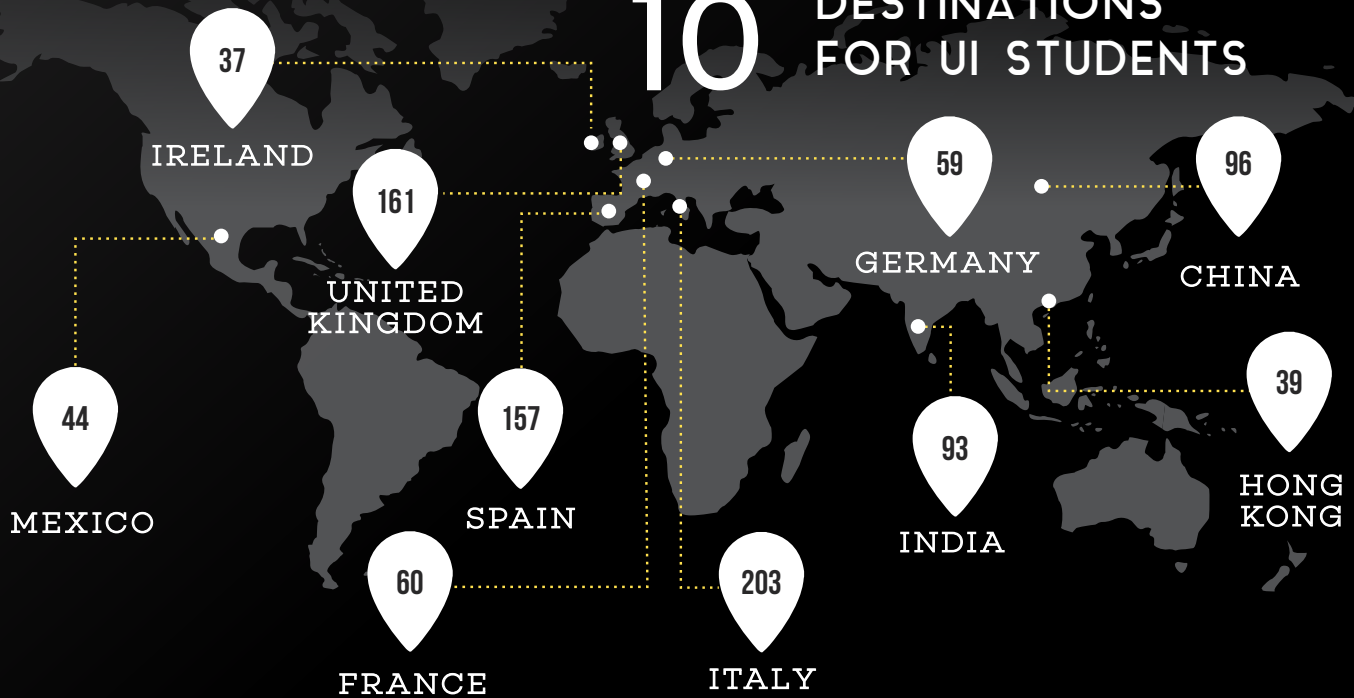 10
DESTINATIONS
FOR UI STUDENTS
37
IRELAND
161
UNITED
KINGDOM
59
GERMANY
96
CHINA
44
MEXICO
157
SPAIN
93
INDIA
39
HONG
KONG
60
FRANCE
203
ITALY